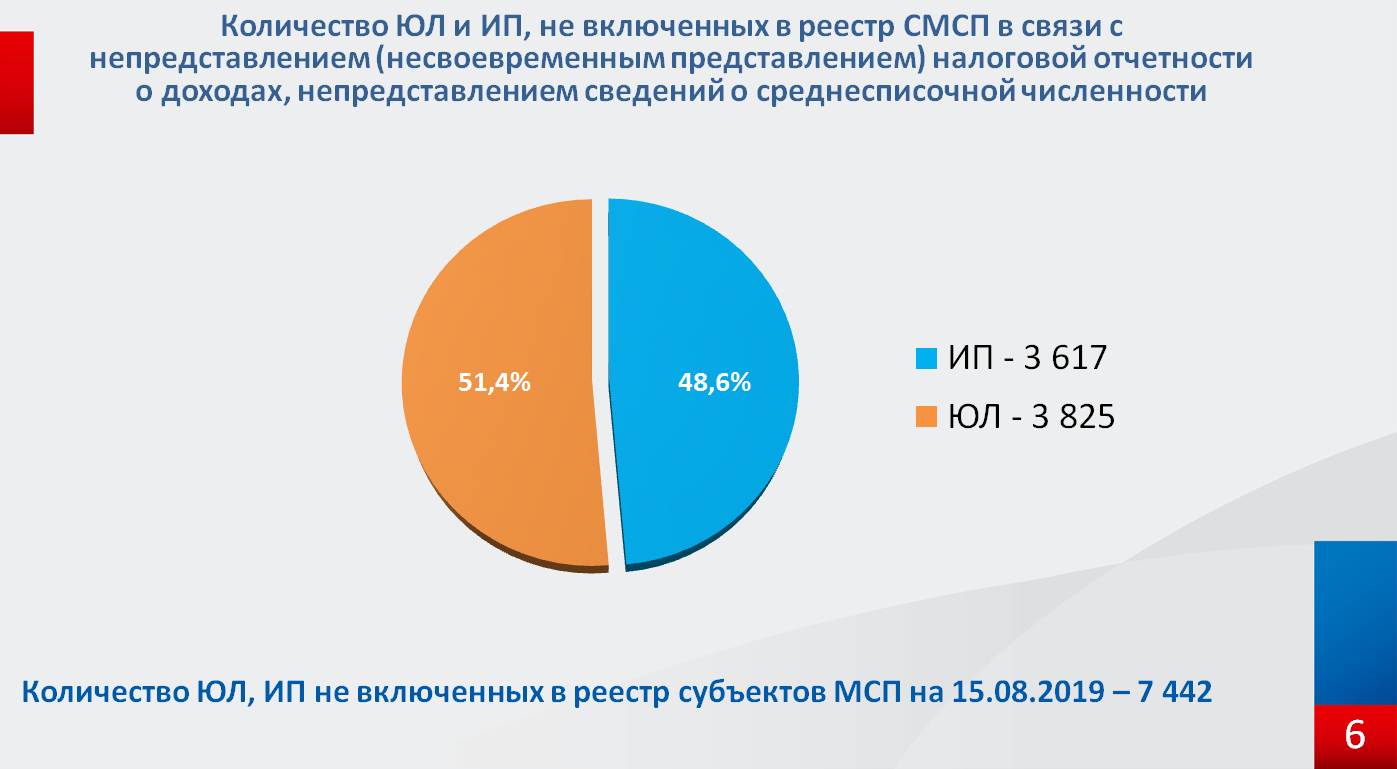 Количество ЮЛ и ИП, не включенных в реестр СМСП в связи с
непредставлением (несвоевременным представлением) налоговой отчетности
о доходах, непредставлением сведений о среднесписочной численности
51,4%
48,6%
ИП - 3 617
ЮЛ - 3 825
Количество ЮЛ, ИП не включенных в реестр субъектов МСП на 15.08.2019 – 7 442
6